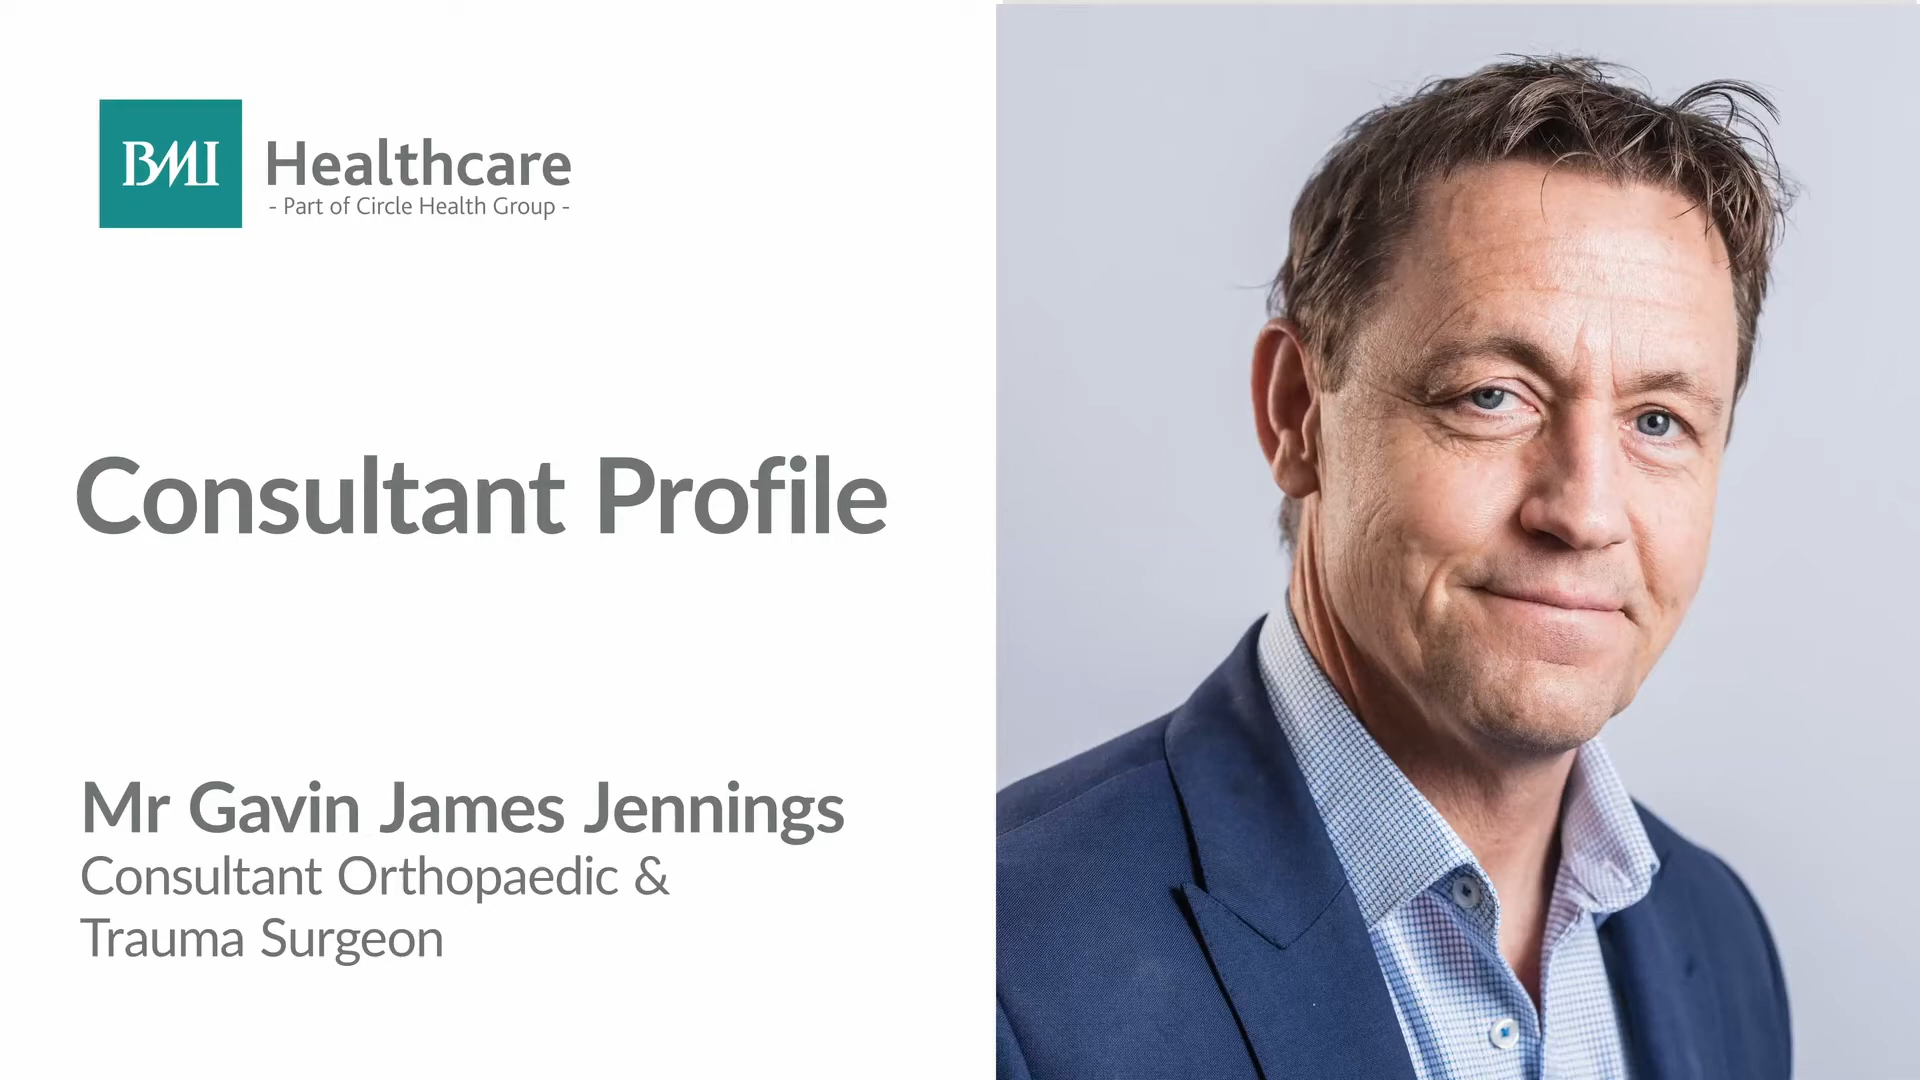 BMI Healthcare
- Part of Circle Health Group -
Consultant Profile
Mr Gavin James Jennings
Consultant Orthopaedic &
Trauma Surgeon